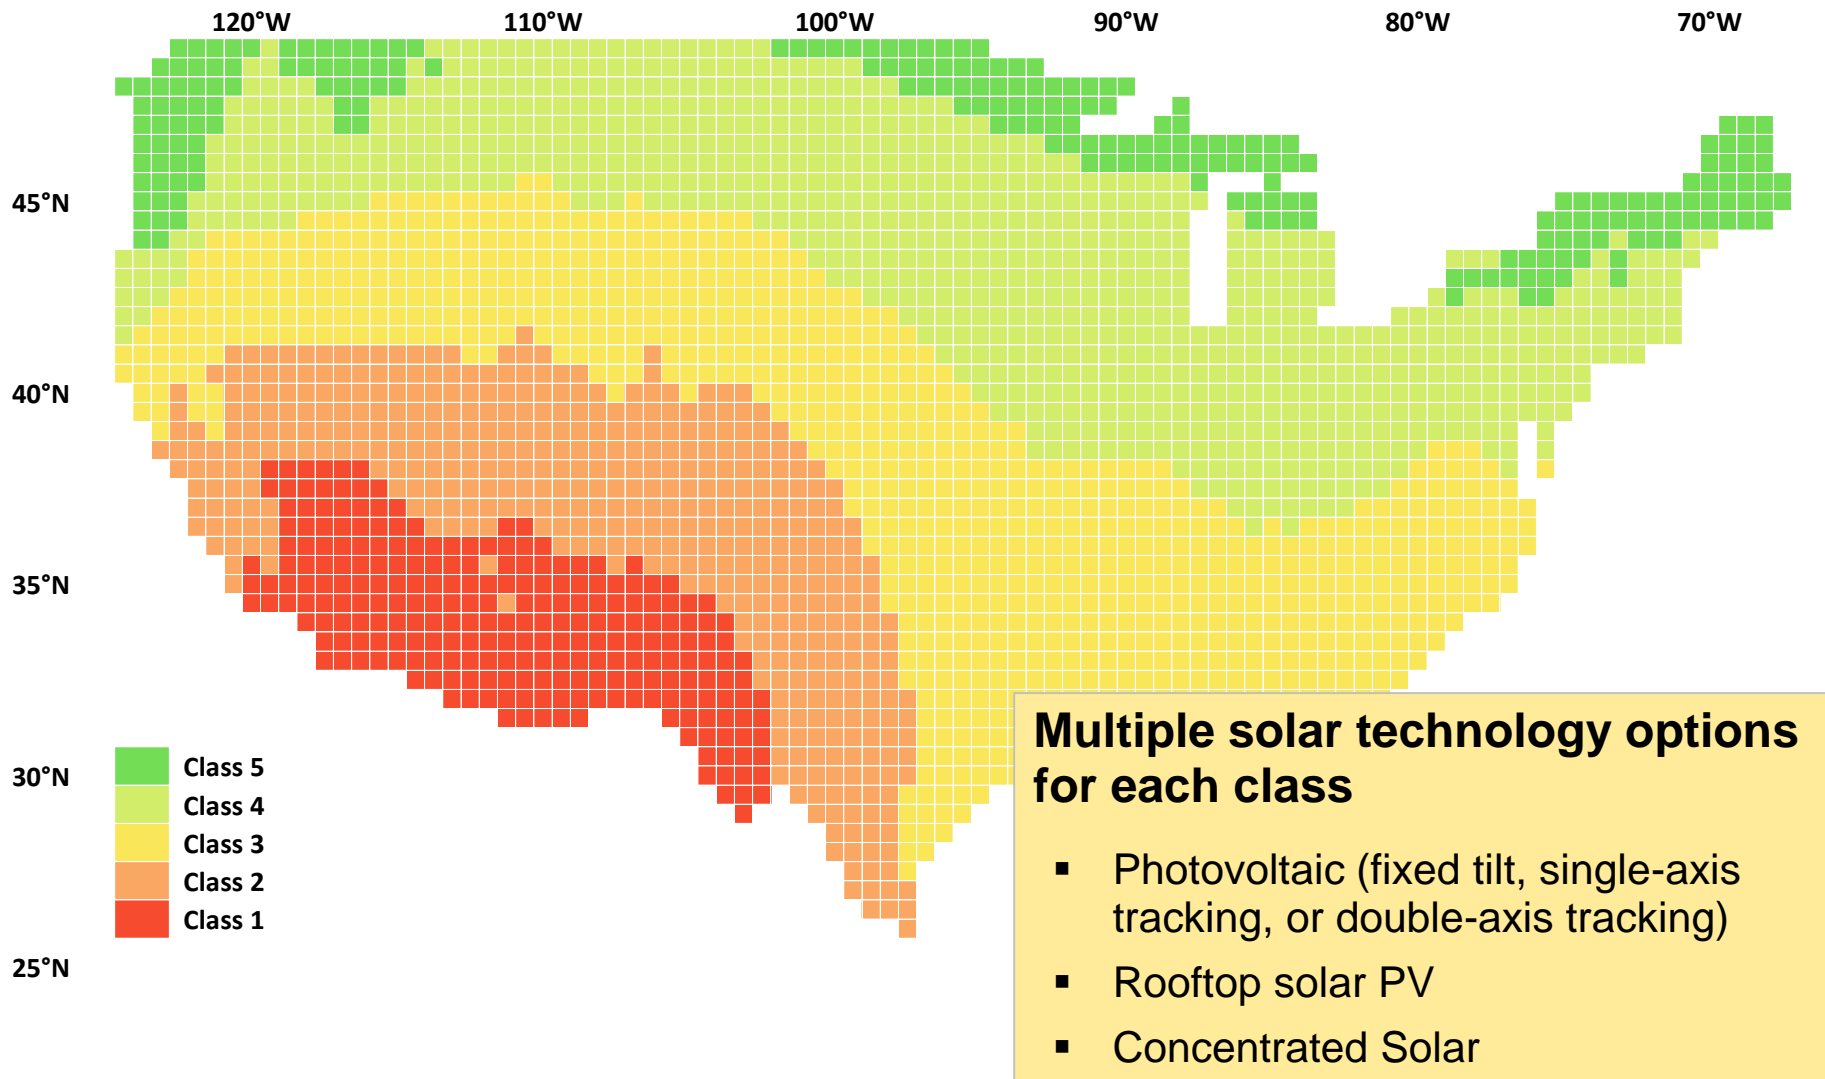 120°W 110°W 100°W 90°W 80°W 70°W
45°N
40°N
35°N
30°N
25°N
Class 5
Class 4
Class 3
Class 2
Class 1
Multiple solar technology options
for each class
▪ Photovoltaic (fixed tilt, single-axis
tracking, or double-axis tracking)
▪ Rooftop solar PV
▪ Concentrated Solar